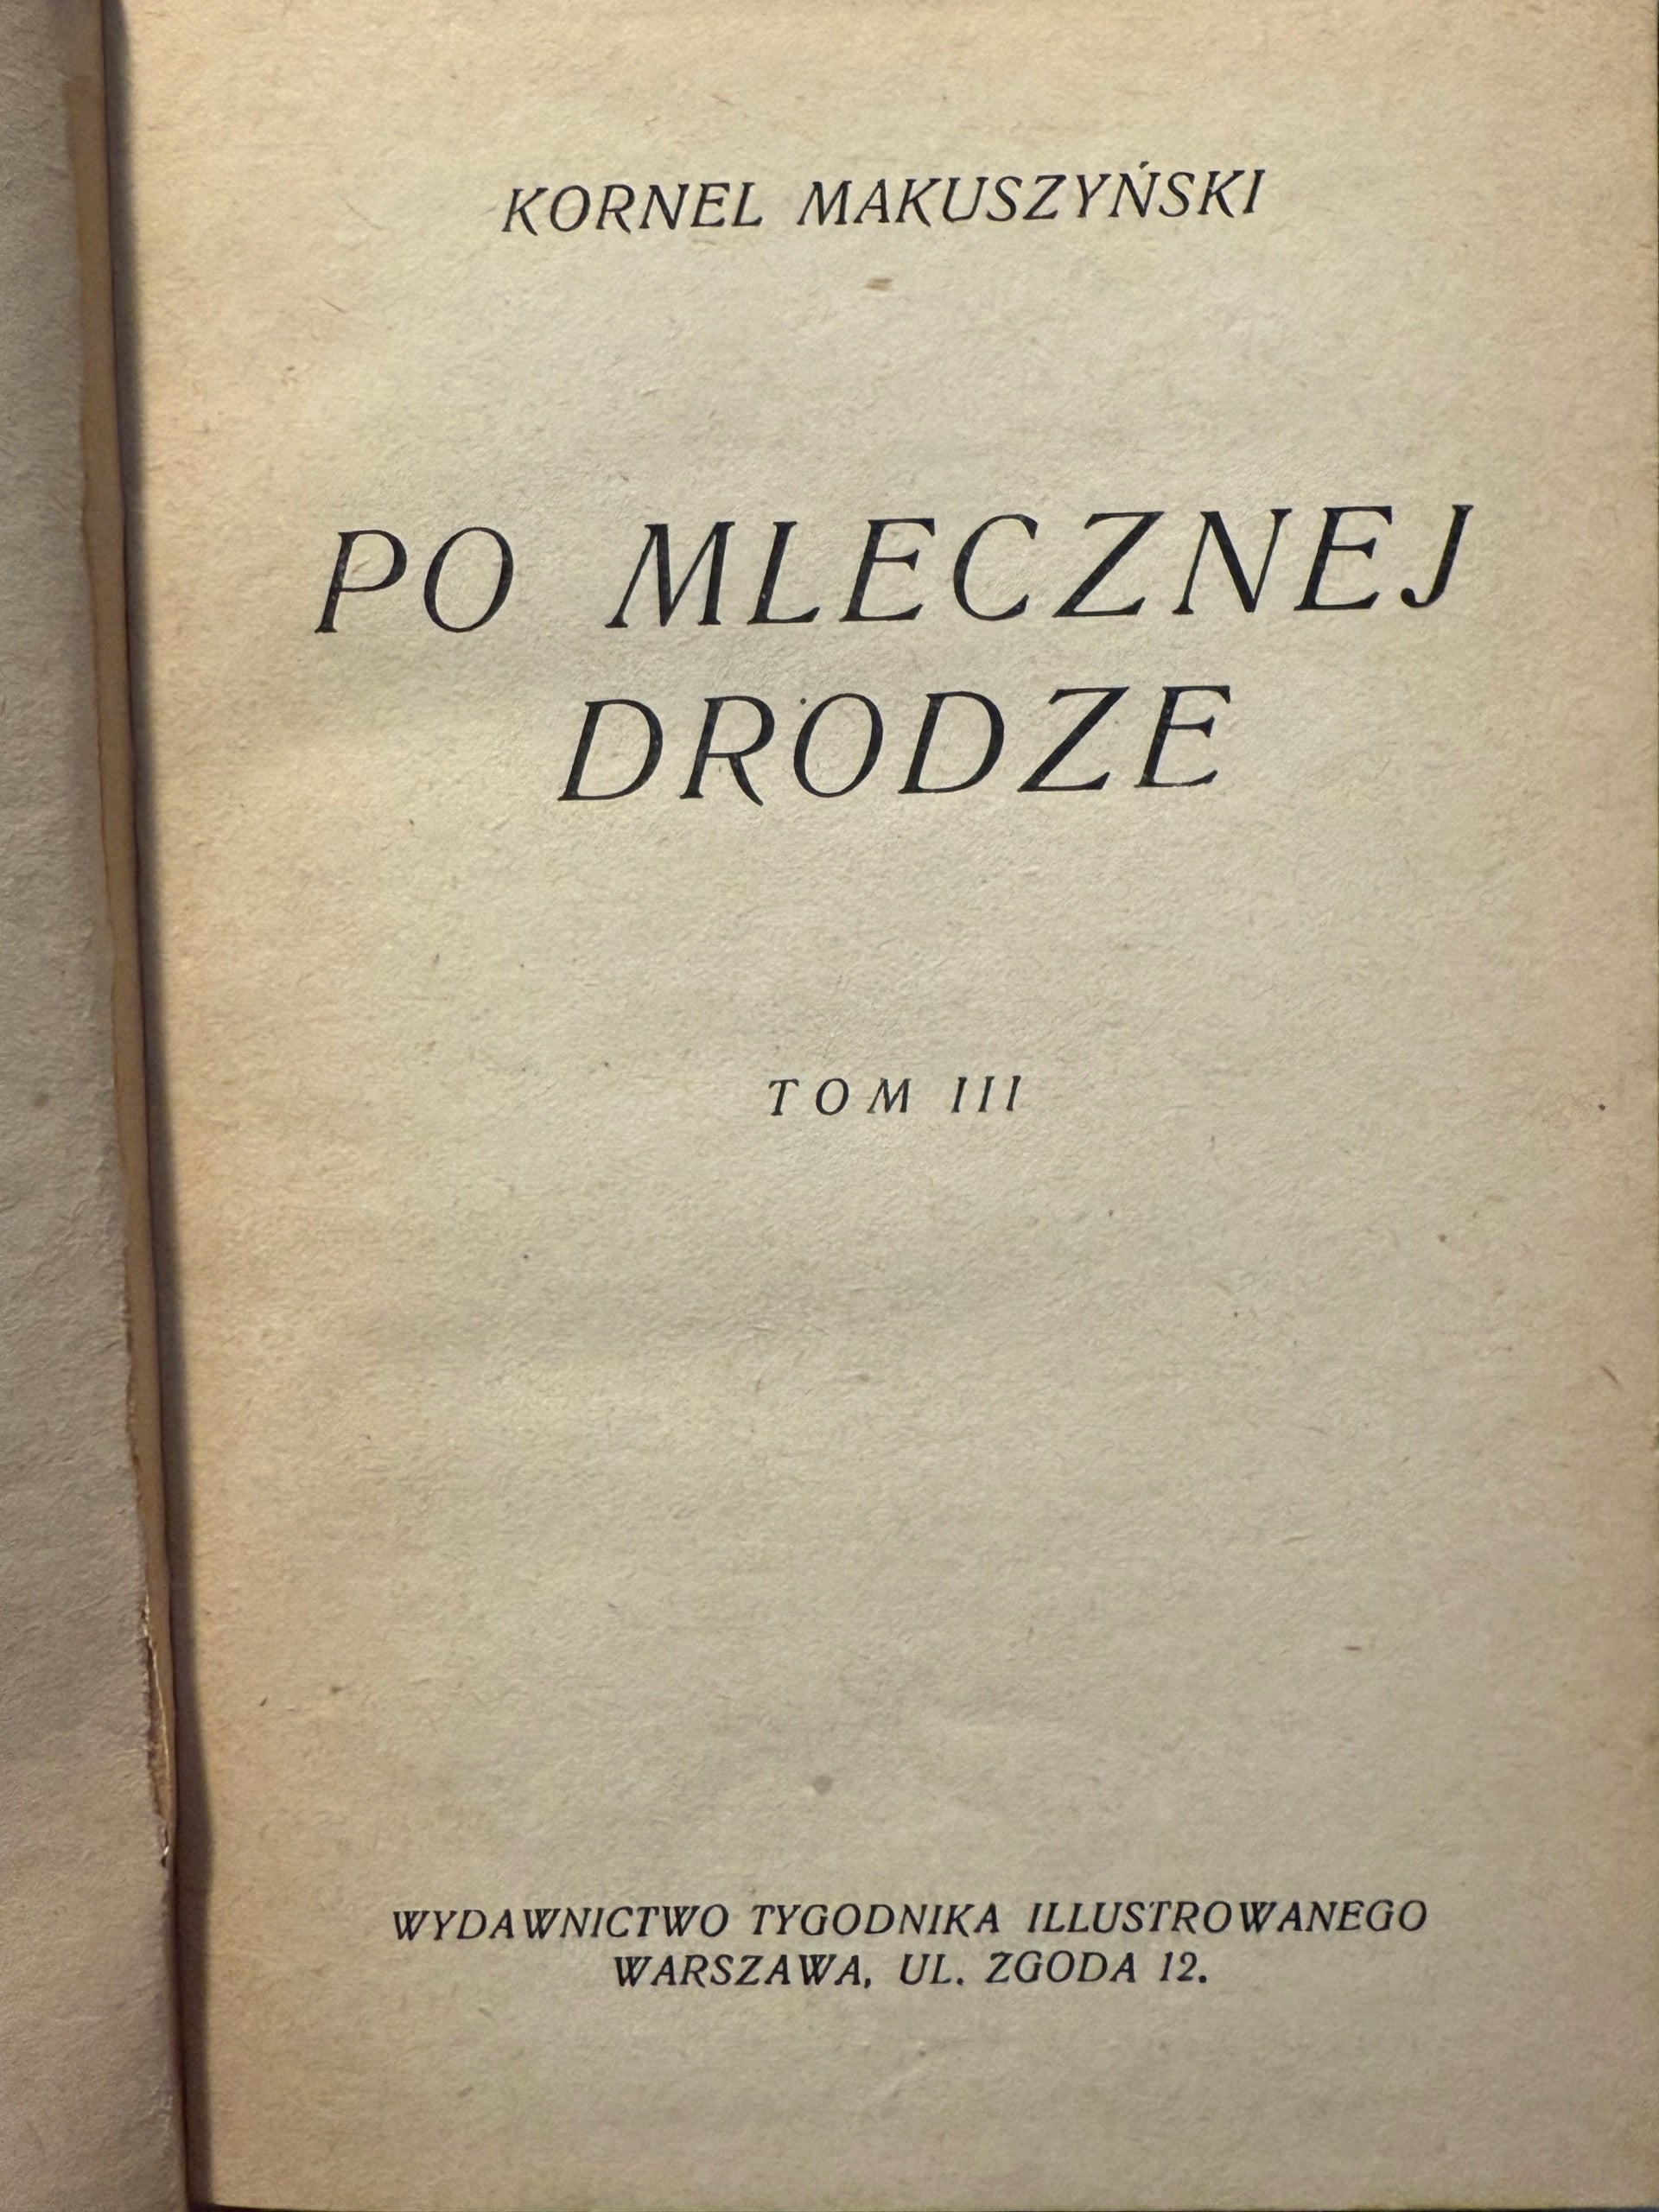 KORNEL MAKUSZYŃSKI
PO MLECZNEJ
DRODZE
TOM III
WYDAWNICTWO TYGODNIKA ILLUSTROWANEGO
WARSZAWA, UL. ZGODA 12.